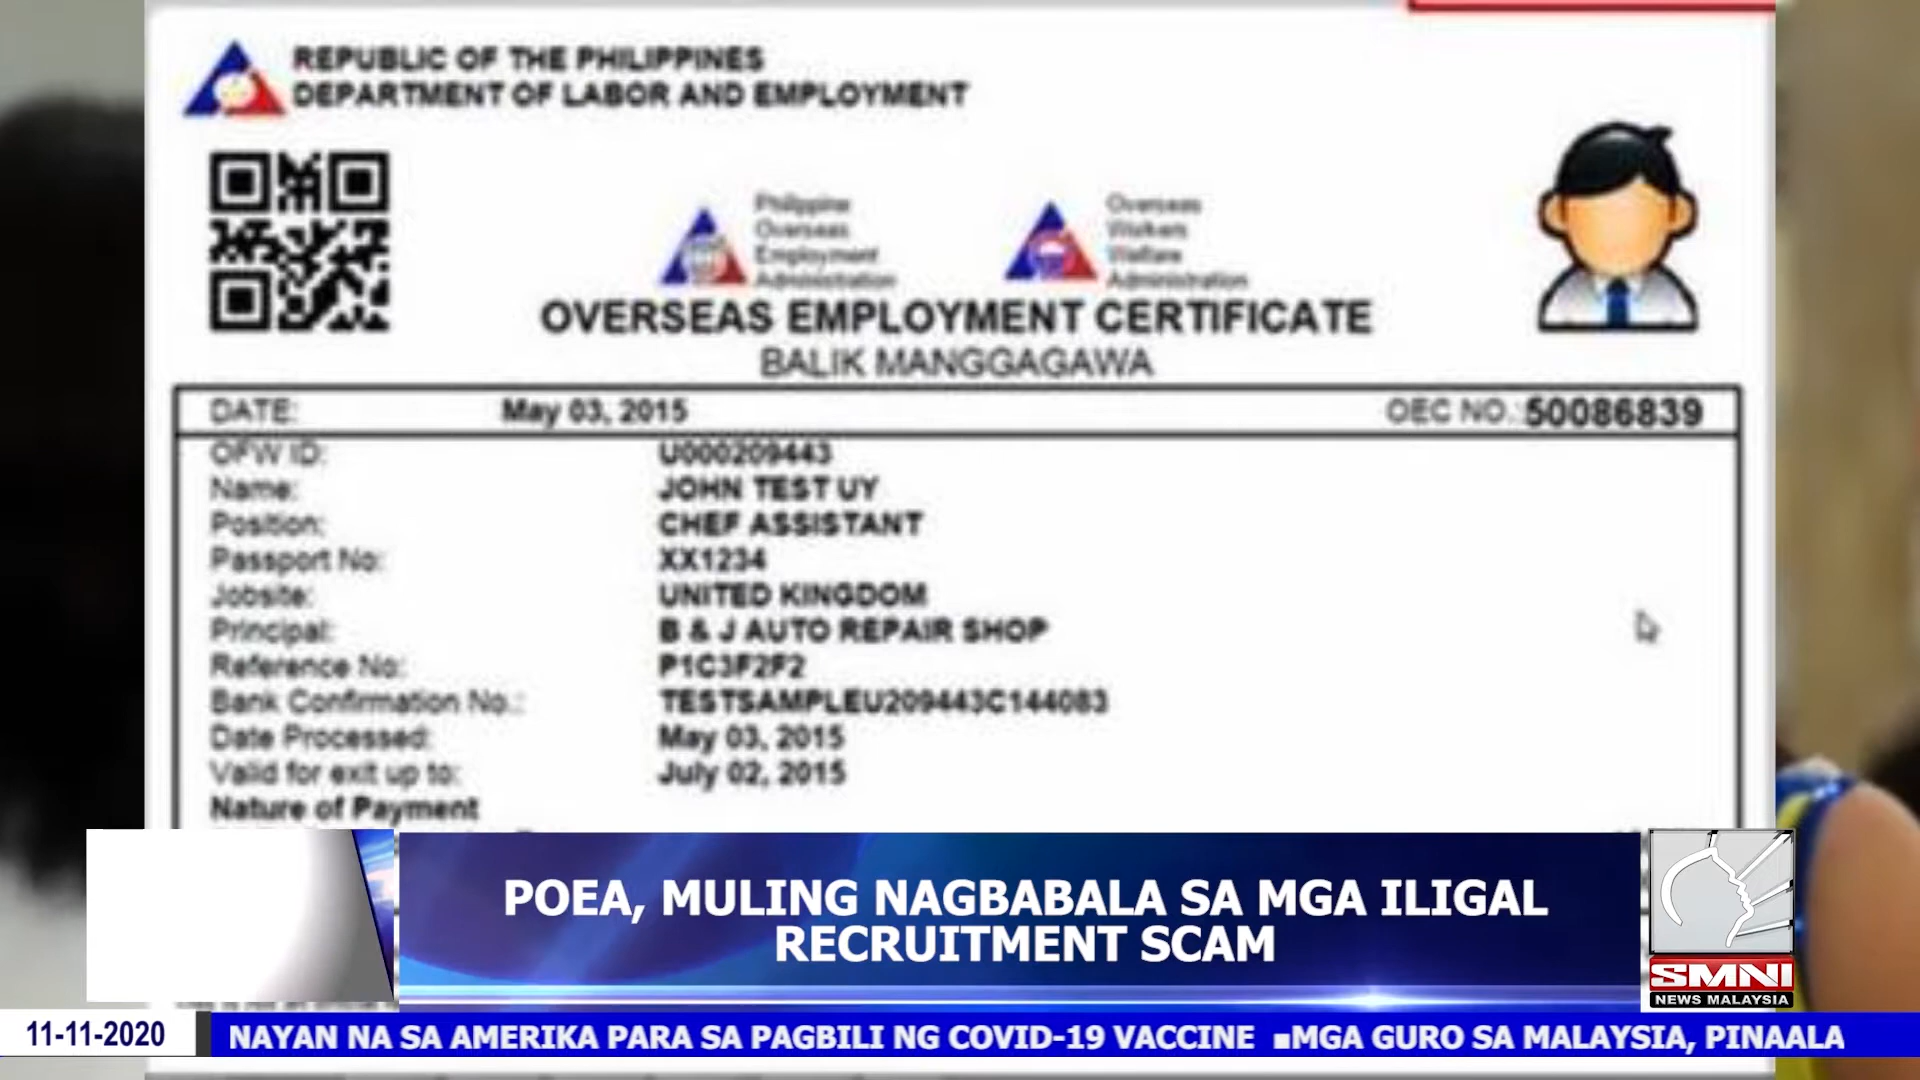 REPUBLIC OF THE PHILIPPINES
DEPARTMENT OF LABOR AND EMPLOYMENT
Philippine
Overseas
Employment
Administration
Overseas
Workers
Welfare
Administration
OVERSEAS EMPLOYMENT CERTIFICATE
BALIK MANGGAGAWA
DATE: May 03, 2015 OEC NO.: 50086839
OFW ID: U000209443
Name: JOHN TEST UY
Position: CHEF ASSISTANT
Passport No: XX1234
Jobsite: UNITED KINGDOM
Principal: B & J AUTO REPAIR SHOP
Reference No: P1C3F2F2
Bank Confirmation No.: TESTSAMPLEU209443C144083
Date Processed: May 03, 2015
Valid for exit up to: July 02, 2015
Nature of Payment
POEA, MULING NAGBABALA SA MGA ILIGAL
RECRUITMENT SCAM
SMNI
NEWS MALAYSIA
11-11-2020 NAYAN NA SA AMERIKA PARA SA PAGBILI NG COVID-19 VACCINE ■MGA GURO SA MALAYSIA, PINAALA